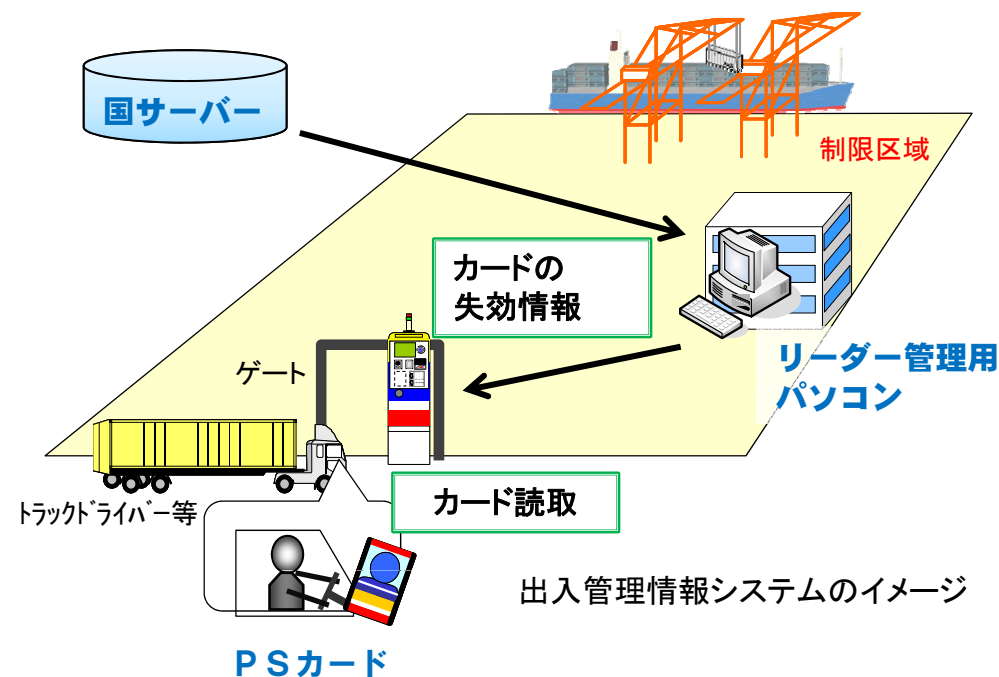 国サーバー
制限区域
カードの
失効情報
リーダー管理用
パソコン
ゲート
カード読取
トラックドライバー等
出入管理情報システムのイメージ
ＰＳカード